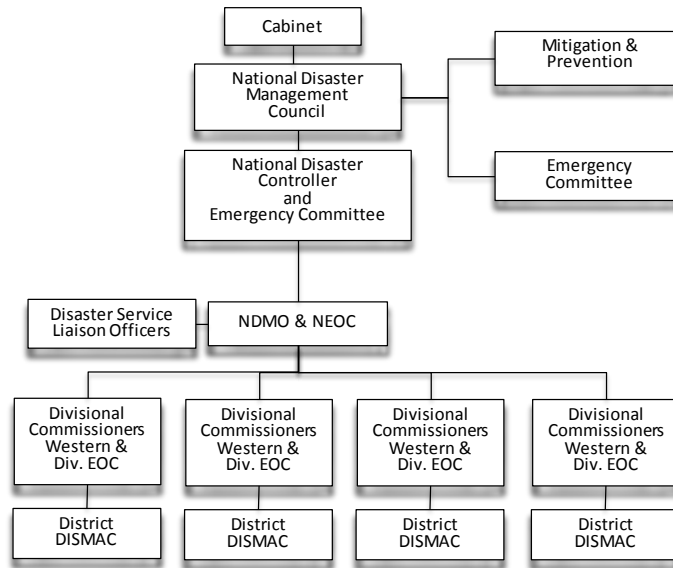 Cabinet
National Disaster
Management
Council
Mitigation &
Prevention
Emergency
Committee
National Disaster
Controller
and
Emergency Committee
Disaster Service
Liaison Officers
NDMO & NEOC
Divisional
Commissioners
Western &
Div. EOC
Divisional
Commissioners
Western &
Div. EOC
Divisional
Commissioners
Western &
Div. EOC
Divisional
Commissioners
Western &
Div. EOC
District
DISMAC
District
DISMAC
District
DISMAC
District
DISMAC